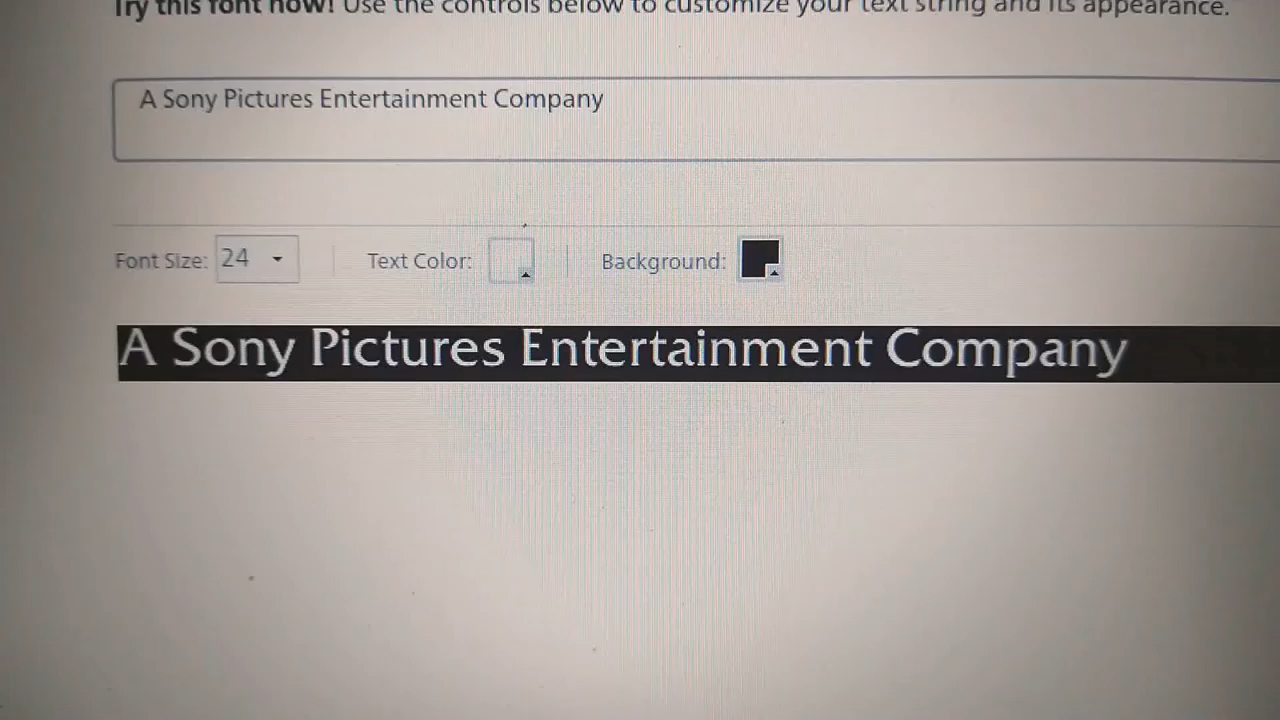 Try this font now! Use the controls below to customize your text string and its appearance.
A Sony Pictures Entertainment Company
Font Size: 24 Text Color: Background:
A Sony Pictures Entertainment Company